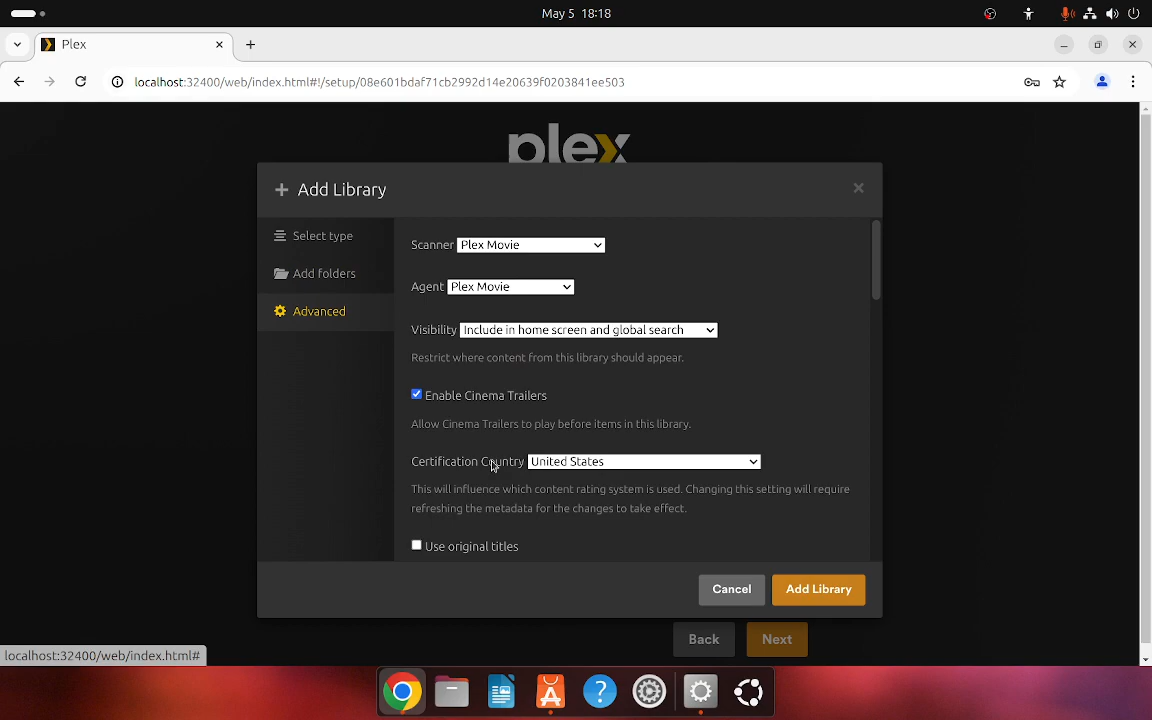 May 5 18:18
Plex
localhost:32400/web/index.html#!/setup/08e601bdaf71cb2992d14e20639f0203841ee503
plex
Add Library
Select type
Add folders
Advanced
Scanner Plex Movie
Agent Plex Movie
Visibility Include in home screen and global search
Restrict where content from this library should appear.
Enable Cinema Trailers
Allow Cinema Trailers to play before items in this library.
Certification Country United States
This will influence which content rating system is used. Changing this setting will require
refreshing the metadata for the changes to take effect.
Use original titles
Cancel Add Library
Back Next
localhost:32400/web/index.html#